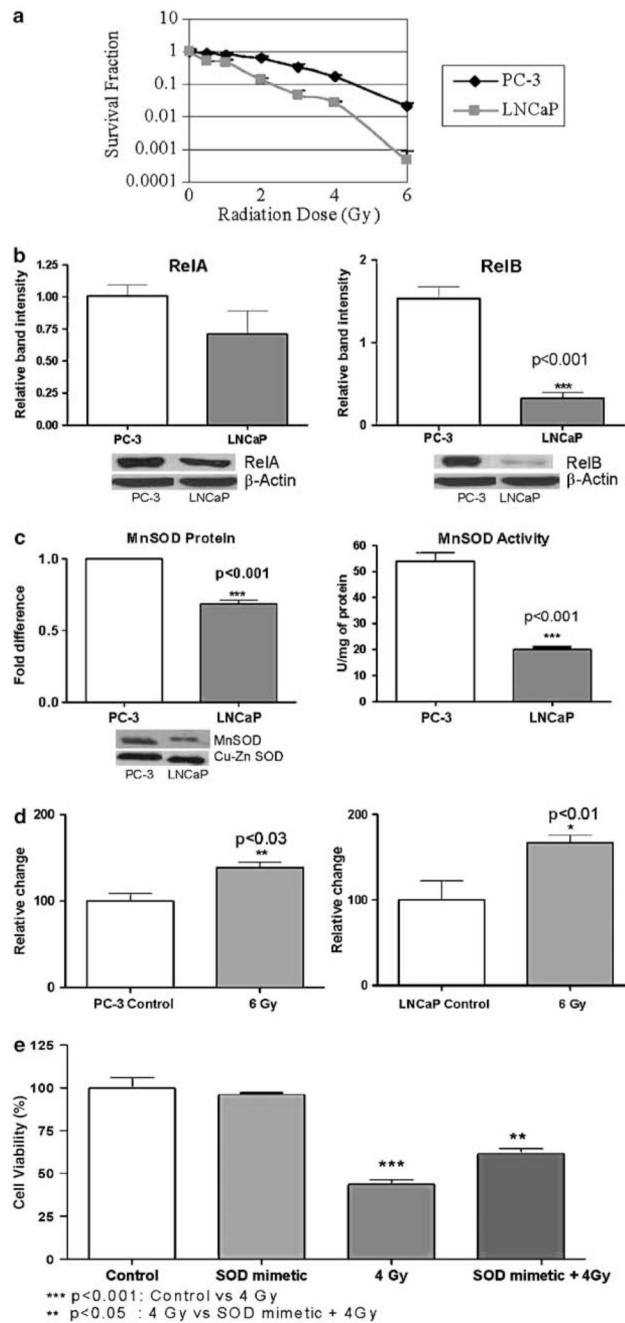 a
10
1
0.1
0.01
0.001
0.0001
Survival Fraction
0 2 4 6
Radiation Dose (Gy)
PC-3
LNCaP
b
RelA
1.25
1.00
0.75
0.50
0.25
0.00
Relative band intensity
PC-3 LNCaP
RelA
β-Actin
PC-3 LNCaP
RelB
2
1
0
Relative band intensity
p<0.001
***
PC-3 LNCaP
RelB
β-Actin
PC-3 LNCaP
c
MnSOD Protein
1.0
0.5
0.0
Fold difference
p<0.001
***
PC-3 LNCaP
MnSOD
Cu-Zn SOD
PC-3 LNCaP
MnSOD Activity
60
50
40
30
20
10
0
U/mg of protein
p<0.001
***
PC-3 LNCaP
d
200
100
0
Relative change
p<0.03
**
PC-3 Control 6 Gy
200
100
0
Relative change
p<0.01
*
LNCaP Control 6 Gy
e
125
100
75
50
25
0
Cell Viability (%)
***
**
Control SOD mimetic 4 Gy SOD mimetic + 4Gy
*** p<0.001: Control vs 4 Gy
** p<0.05 : 4 Gy vs SOD mimetic + 4Gy